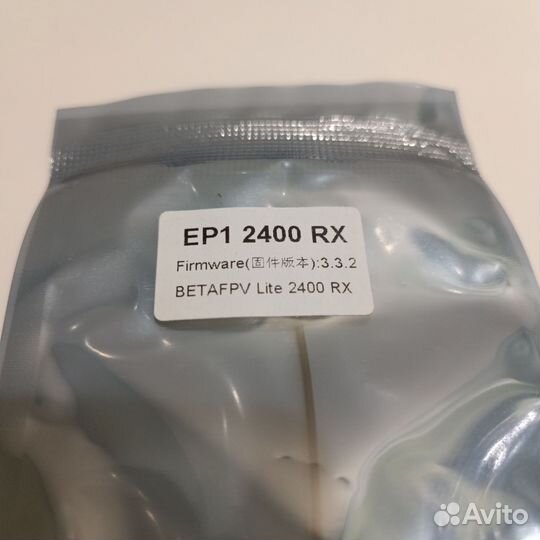 EP1 2400 RX
Firmware(固件版本):3.3.2
BETAFPV Lite 2400 RX
Avito